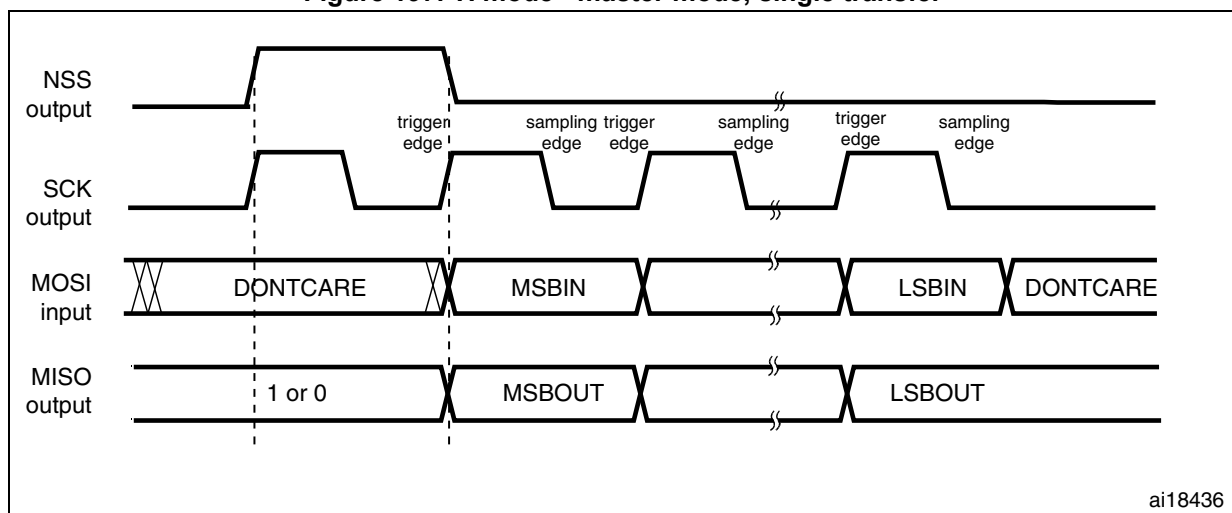 NSS
output
trigger
edge
sampling
edge
trigger
edge
sampling
edge
trigger
edge
sampling
edge
SCK
output
MOSI
input
DONTCARE
MSBIN
LSBIN
DONTCARE
MISO
output
1 or 0
MSBOUT
LSBOUT
ai18436